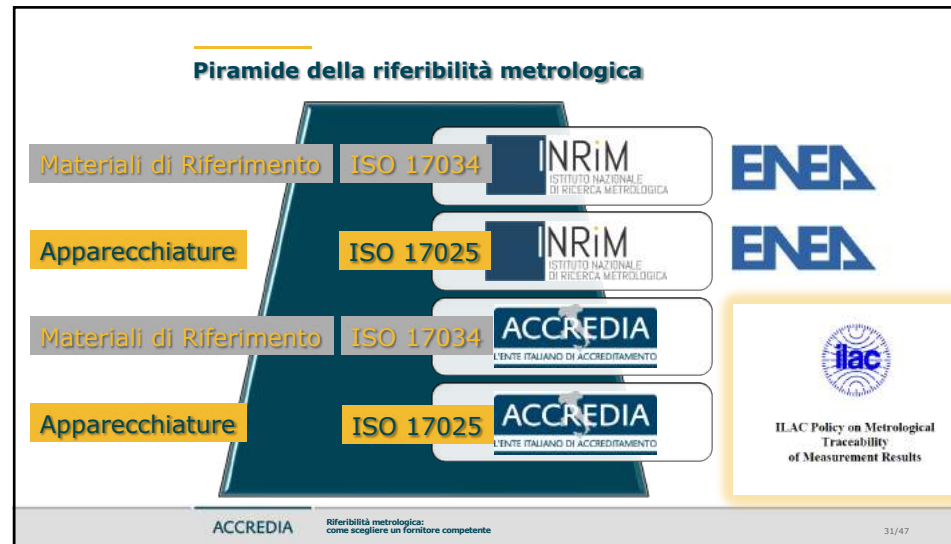 Piramide della riferibilità metrologica
Materiali di Riferimento ISO 17034 INRiM ENEA
ISTITUTO NAZIONALE
DI RICERCA METROLOGICA
Apparecchiature ISO 17025 INRiM ENEA
ISTITUTO NAZIONALE
DI RICERCA METROLOGICA
Materiali di Riferimento ISO 17034 ACCREDIA
L'ENTE ITALIANO DI ACCREDITAMENTO
Apparecchiature ISO 17025 ACCREDIA
L'ENTE ITALIANO DI ACCREDITAMENTO
ilac
ILAC Policy on Metrological
Traceability
of Measurement Results
ACCREDIA
Riferibilità metrologica:
come scegliere un fornitore competente
31/47